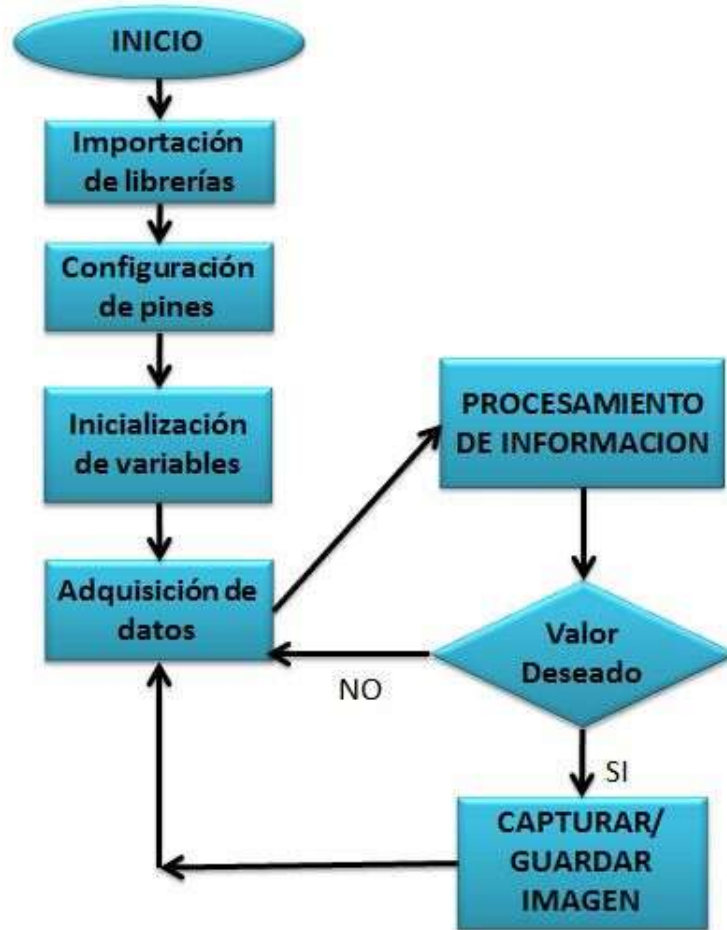 INICIO
Importación
de librerías
Configuración
de pines
Inicialización
de variables
Adquisición de
datos
PROCESAMIENTO
DE INFORMACION
Valor
Deseado
NO
SI
CAPTURAR/
GUARDAR
IMAGEN